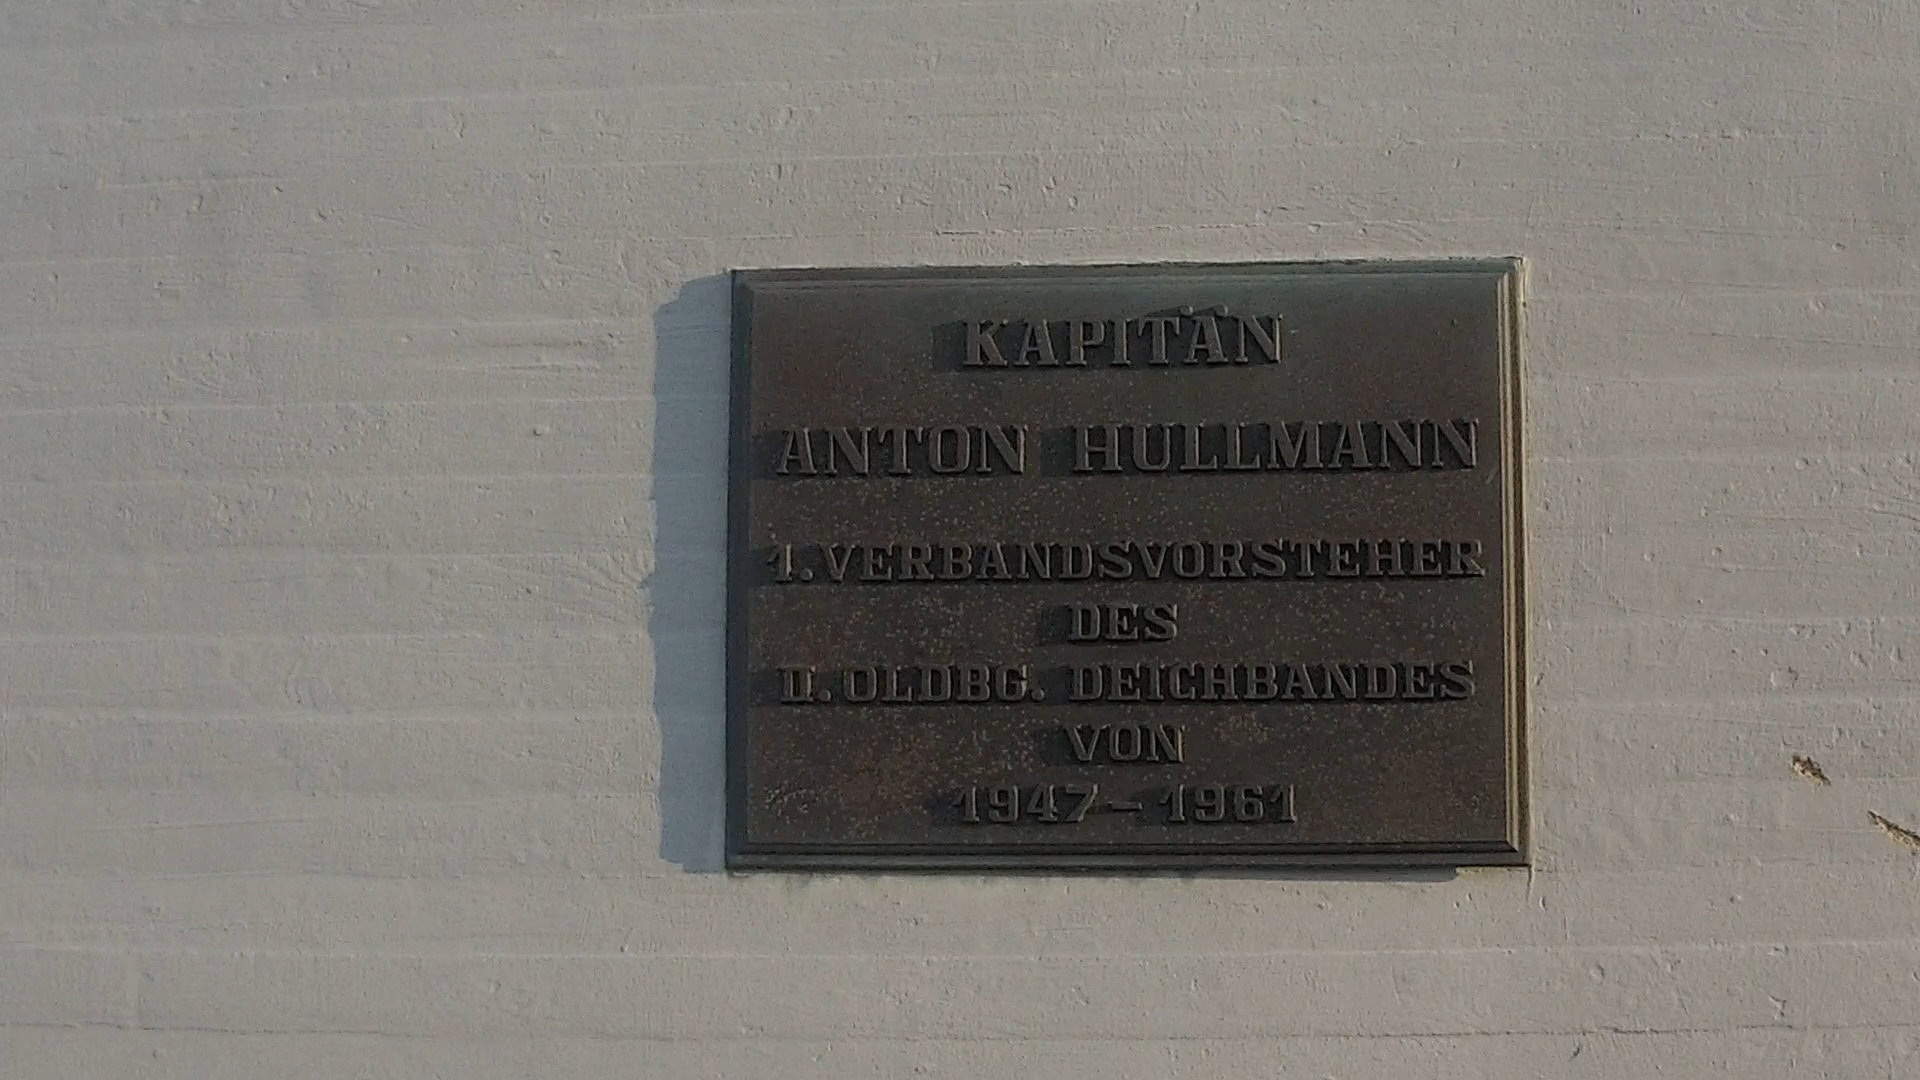 KAPITÄN
ANTON HULLMANN
1. VERBANDSVORSTEHER
DES
II. OLDBG. DEICHBANDES
VON
1947 – 1961